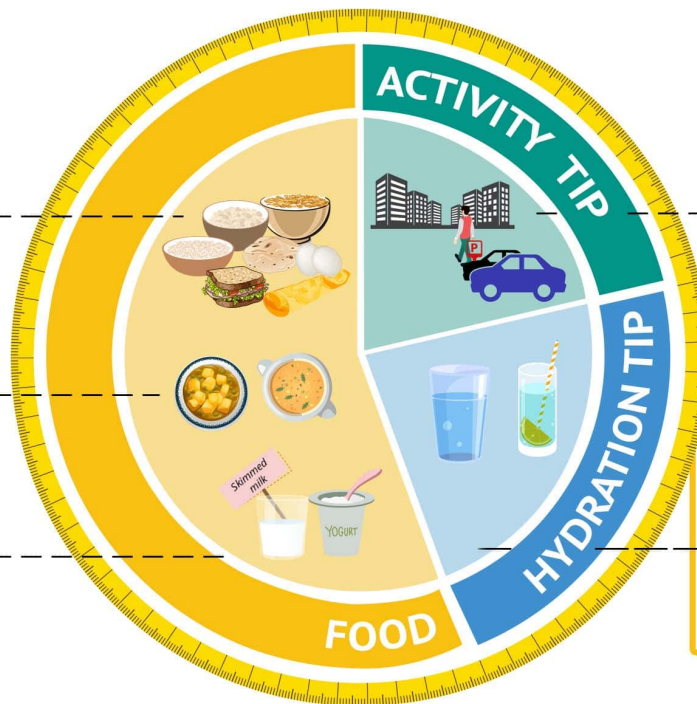 ACTIVITY TIP
P
HYDRATION TIP
Skimmed
milk
YOGURT
FOOD